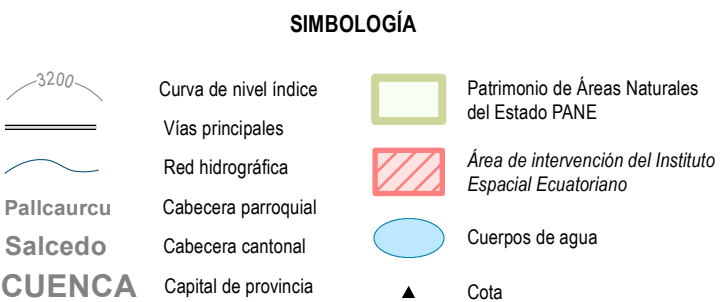 SIMBOLOGÍA
3200
Curva de nivel índice
Vías principales
Red hidrográfica
Pallcaurcu
Cabecera parroquial
Salcedo
Cabecera cantonal
CUENCA
Capital de provincia
Patrimonio de Áreas Naturales
del Estado PANE
Área de intervención del Instituto
Espacial Ecuatoriano
Cuerpos de agua
Cota